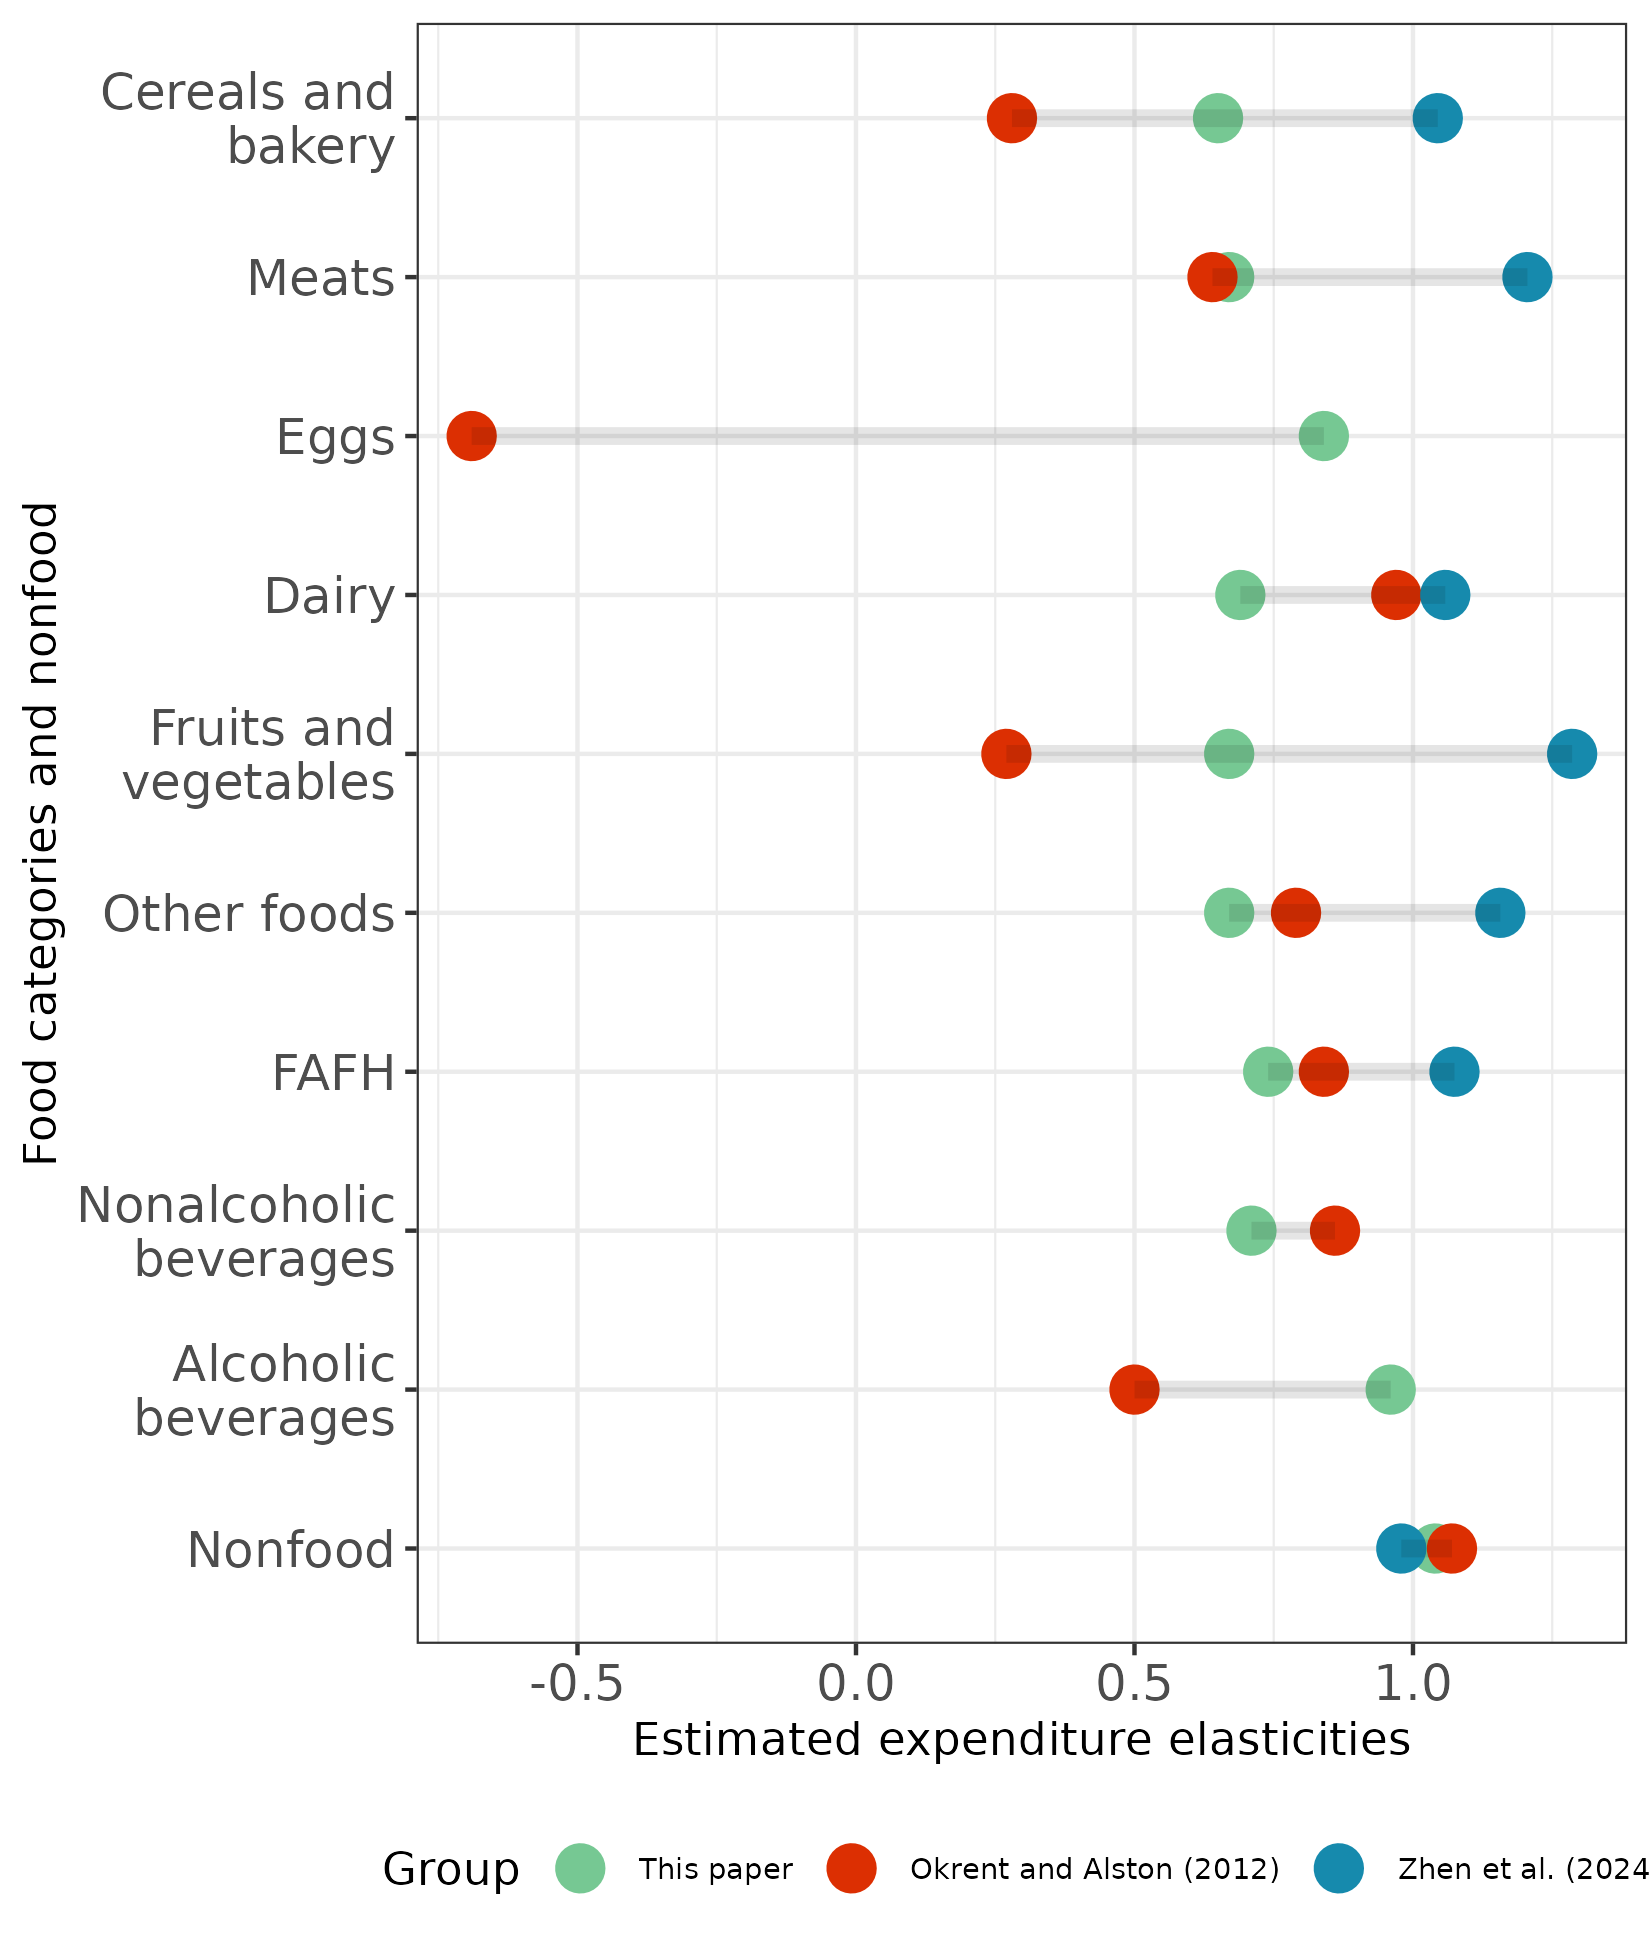 Cereals and
bakery
Meats
Eggs
Dairy
Fruits and
vegetables
Other foods
FAFH
Nonalcoholic
beverages
Alcoholic
beverages
Nonfood
Food categories and nonfood
-0.5 0.0 0.5 1.0
Estimated expenditure elasticities
Group This paper Okrent and Alston (2012) Zhen et al. (2024